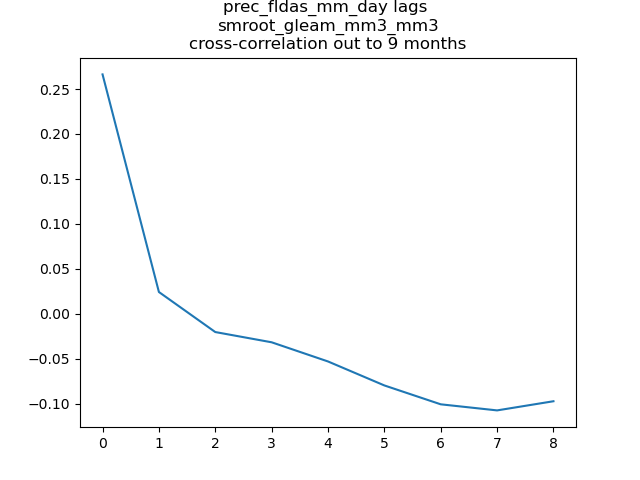 prec_fldas_mm_day lags
smroot_gleam_mm3_mm3
cross-correlation out to 9 months
0.25
0.20
0.15
0.10
0.05
0.00
−0.05
−0.10
0 1 2 3 4 5 6 7 8